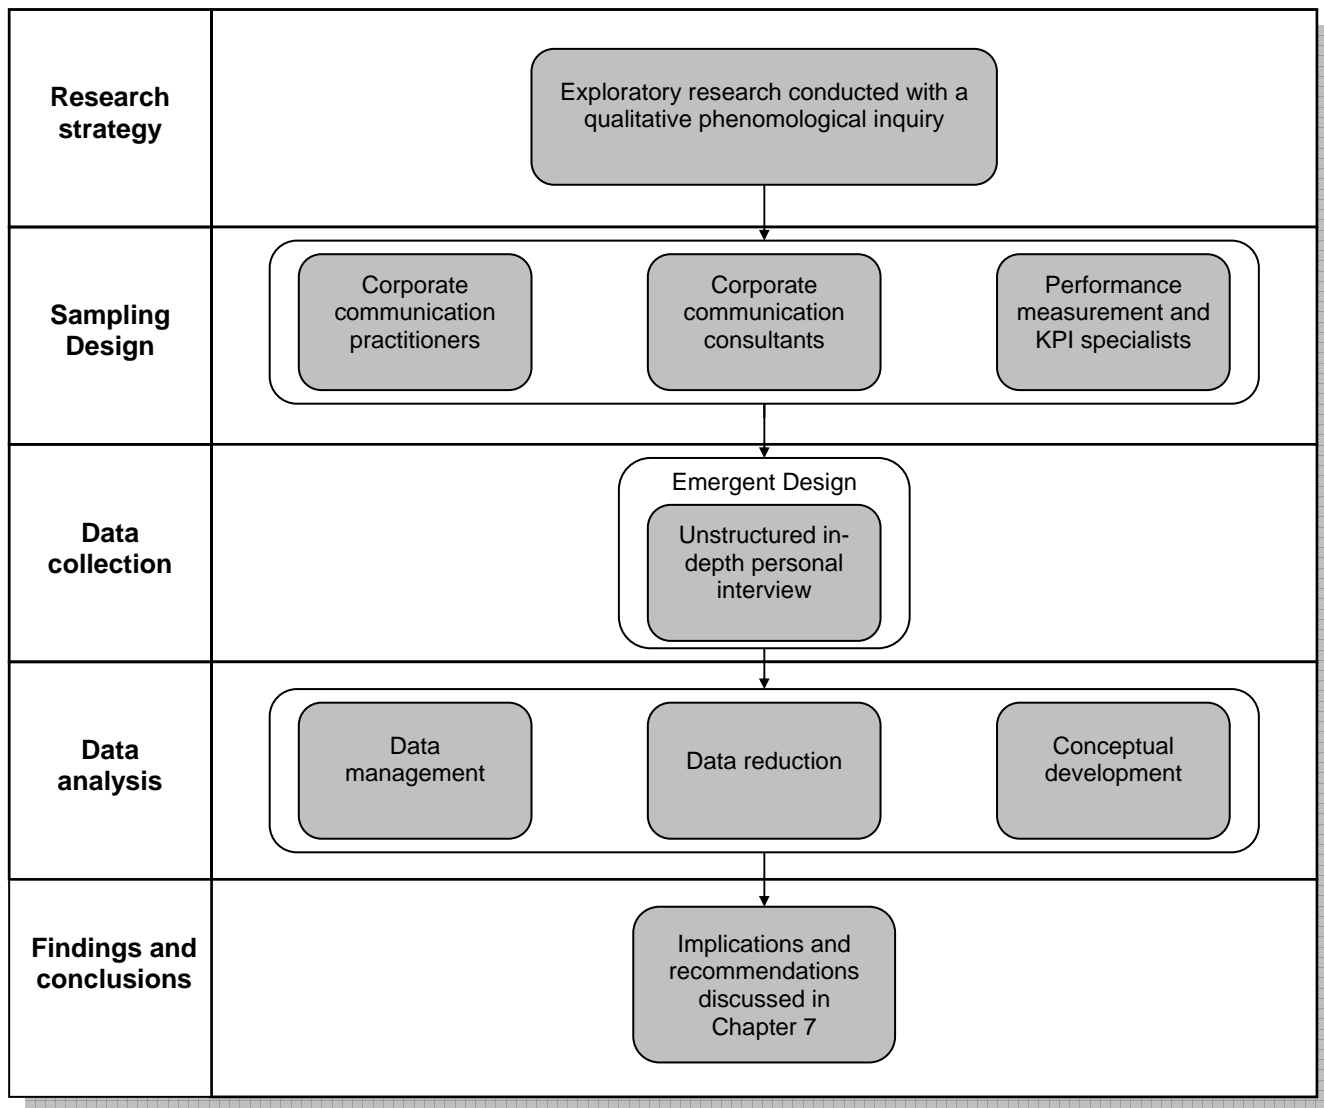 Research
strategy
Exploratory research conducted with a
qualitative phenomological inquiry
Sampling
Design
Corporate
communication
practitioners
Corporate
communication
consultants
Performance
measurement and
KPI specialists
Data
collection
Emergent Design
Unstructured in-
depth personal
interview
Data
analysis
Data
management
Data reduction
Conceptual
development
Findings and
conclusions
Implications and
recommendations
discussed in
Chapter 7